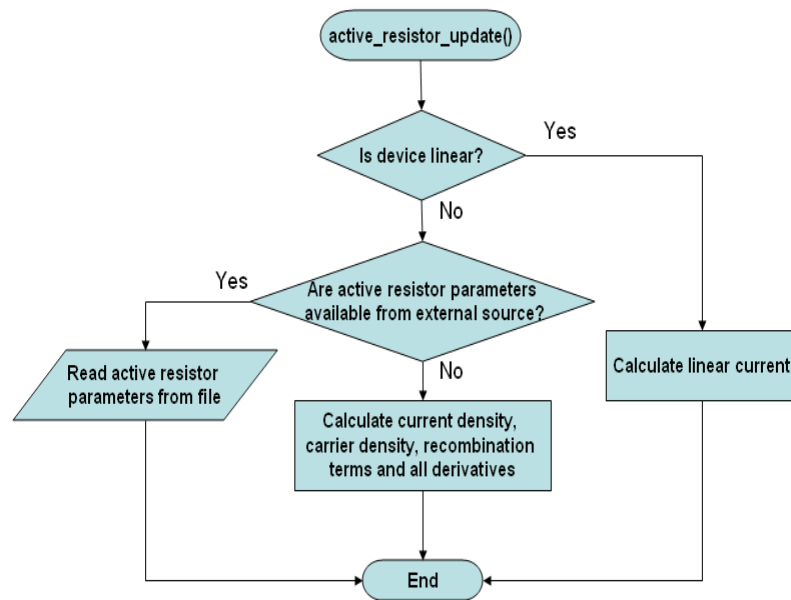 active_resistor_update()
Yes
Is device linear?
No
Yes
Are active resistor parameters
available from external source?
Read active resistor
parameters from file
No
Calculate linear current
Calculate current density,
carrier density, recombination
terms and all derivatives
End